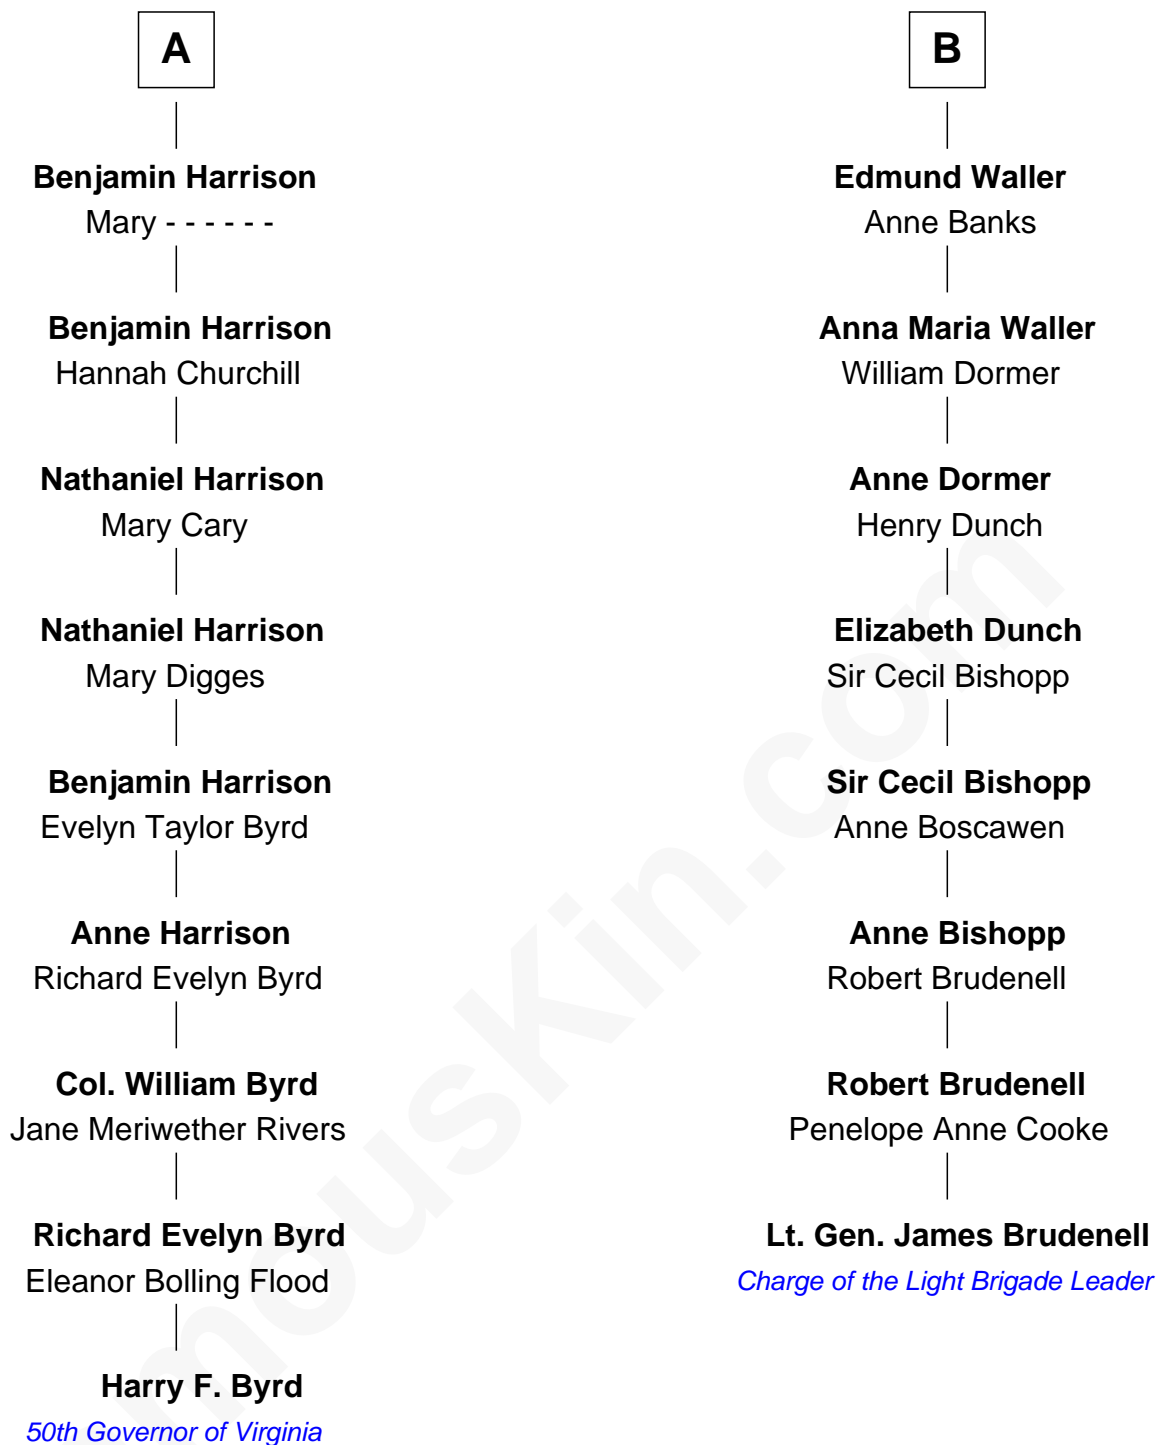 A
Benjamin Harrison
Mary - - - - - -
Benjamin Harrison
Hannah Churchill
Nathaniel Harrison
Mary Cary
Nathaniel Harrison
Mary Digges
Benjamin Harrison
Evelyn Taylor Byrd
Anne Harrison
Richard Evelyn Byrd
Col. William Byrd
Jane Meriwether Rivers
Richard Evelyn Byrd
Eleanor Bolling Flood
Harry F. Byrd
50th Governor of Virginia
B
Edmund Waller
Anne Banks
Anna Maria Waller
William Dormer
Anne Dormer
Henry Dunch
Elizabeth Dunch
Sir Cecil Bishopp
Sir Cecil Bishopp
Anne Boscawen
Anne Bishopp
Robert Brudenell
Robert Brudenell
Penelope Anne Cooke
Lt. Gen. James Brudenell
Charge of the Light Brigade Leader
mousKin.com